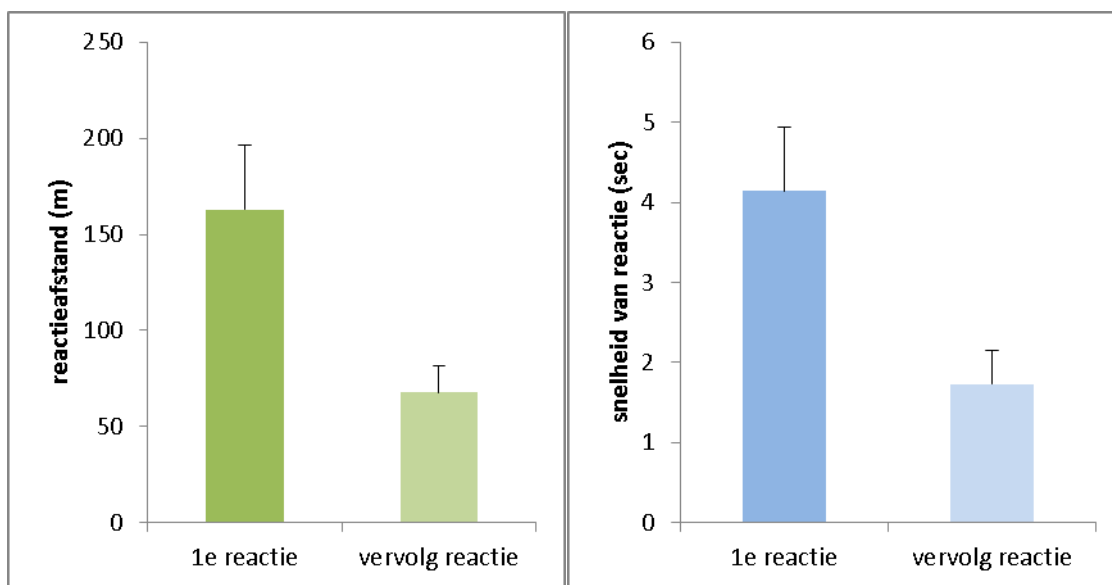 250
200
150
100
50
0
reactieafstand (m)
1e reactie
vervolg reactie
6
5
4
3
2
1
0
snelheid van reactie (sec)
1e reactie
vervolg reactie